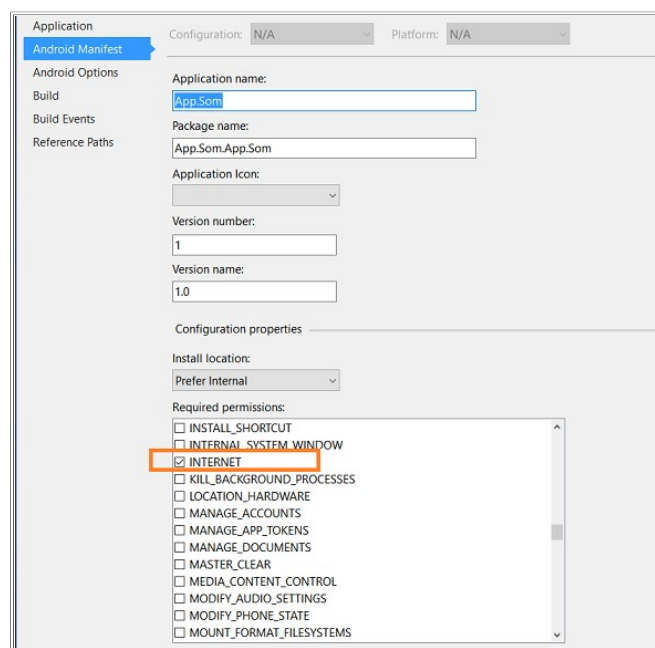 Application
Android Manifest
Android Options
Build
Build Events
Reference Paths
Configuration: N/A Platform: N/A
Application name:
App.Som
Package name:
App.Som.App.Som
Application Icon:
Version number:
1
Version name:
1.0
Configuration properties
Install location:
Prefer Internal
Required permissions:
INSTALL_SHORTCUT
INTERNAL_SYSTEM_WINDOW
INTERNET
KILL_BACKGROUND_PROCESSES
LOCATION_HARDWARE
MANAGE_ACCOUNTS
MANAGE_APP_TOKENS
MANAGE_DOCUMENTS
MASTER_CLEAR
MEDIA_CONTENT_CONTROL
MODIFY_AUDIO_SETTINGS
MODIFY_PHONE_STATE
MOUNT_FORMAT_FILESYSTEMS